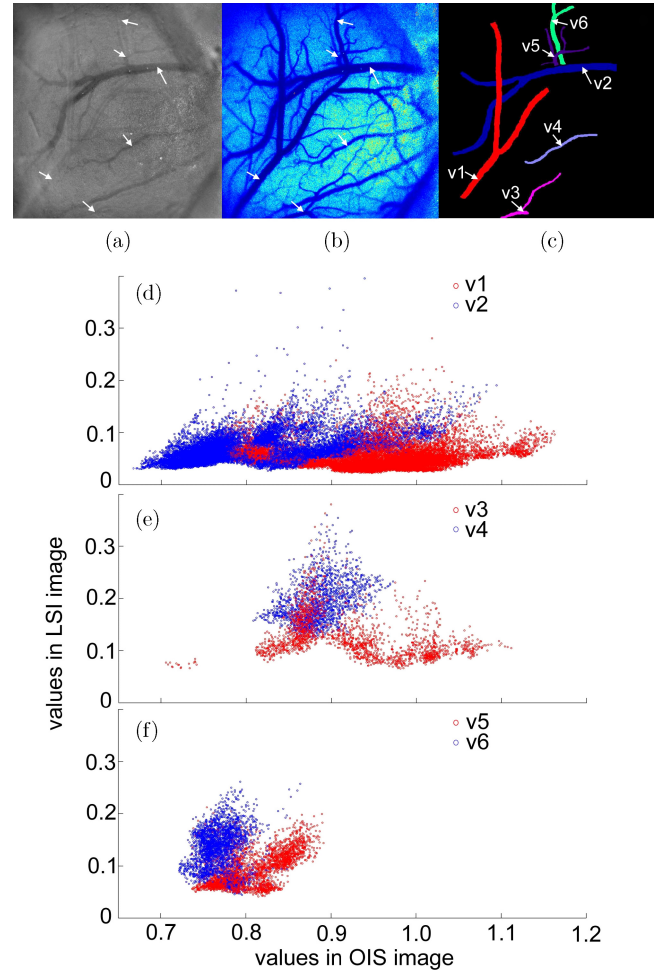 v6
v5
v2
v4
v1
v3
(a)
(b)
(c)
(d)
v1
v2
0.3
0.2
0.1
0
(e)
v3
v4
0.3
0.2
0.1
0
values in LSI image
(f)
v5
v6
0.3
0.2
0.1
0
0.7 0.8 0.9 1.0 1.1 1.2
values in OIS image